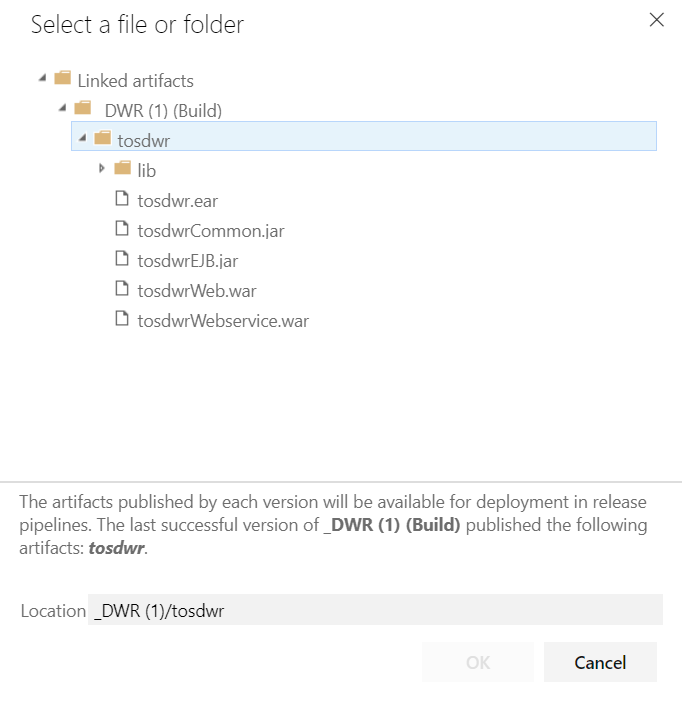 Select a file or folder
Linked artifacts
_DWR (1) (Build)
tosdwr
lib
tosdwr.ear
tosdwrCommon.jar
tosdwrEJB.jar
tosdwrWeb.war
tosdwrWebservice.war
The artifacts published by each version will be available for deployment in release
pipelines. The last successful version of _DWR (1) (Build) published the following
artifacts: tosdwr.
Location _DWR (1)/tosdwr
OK Cancel